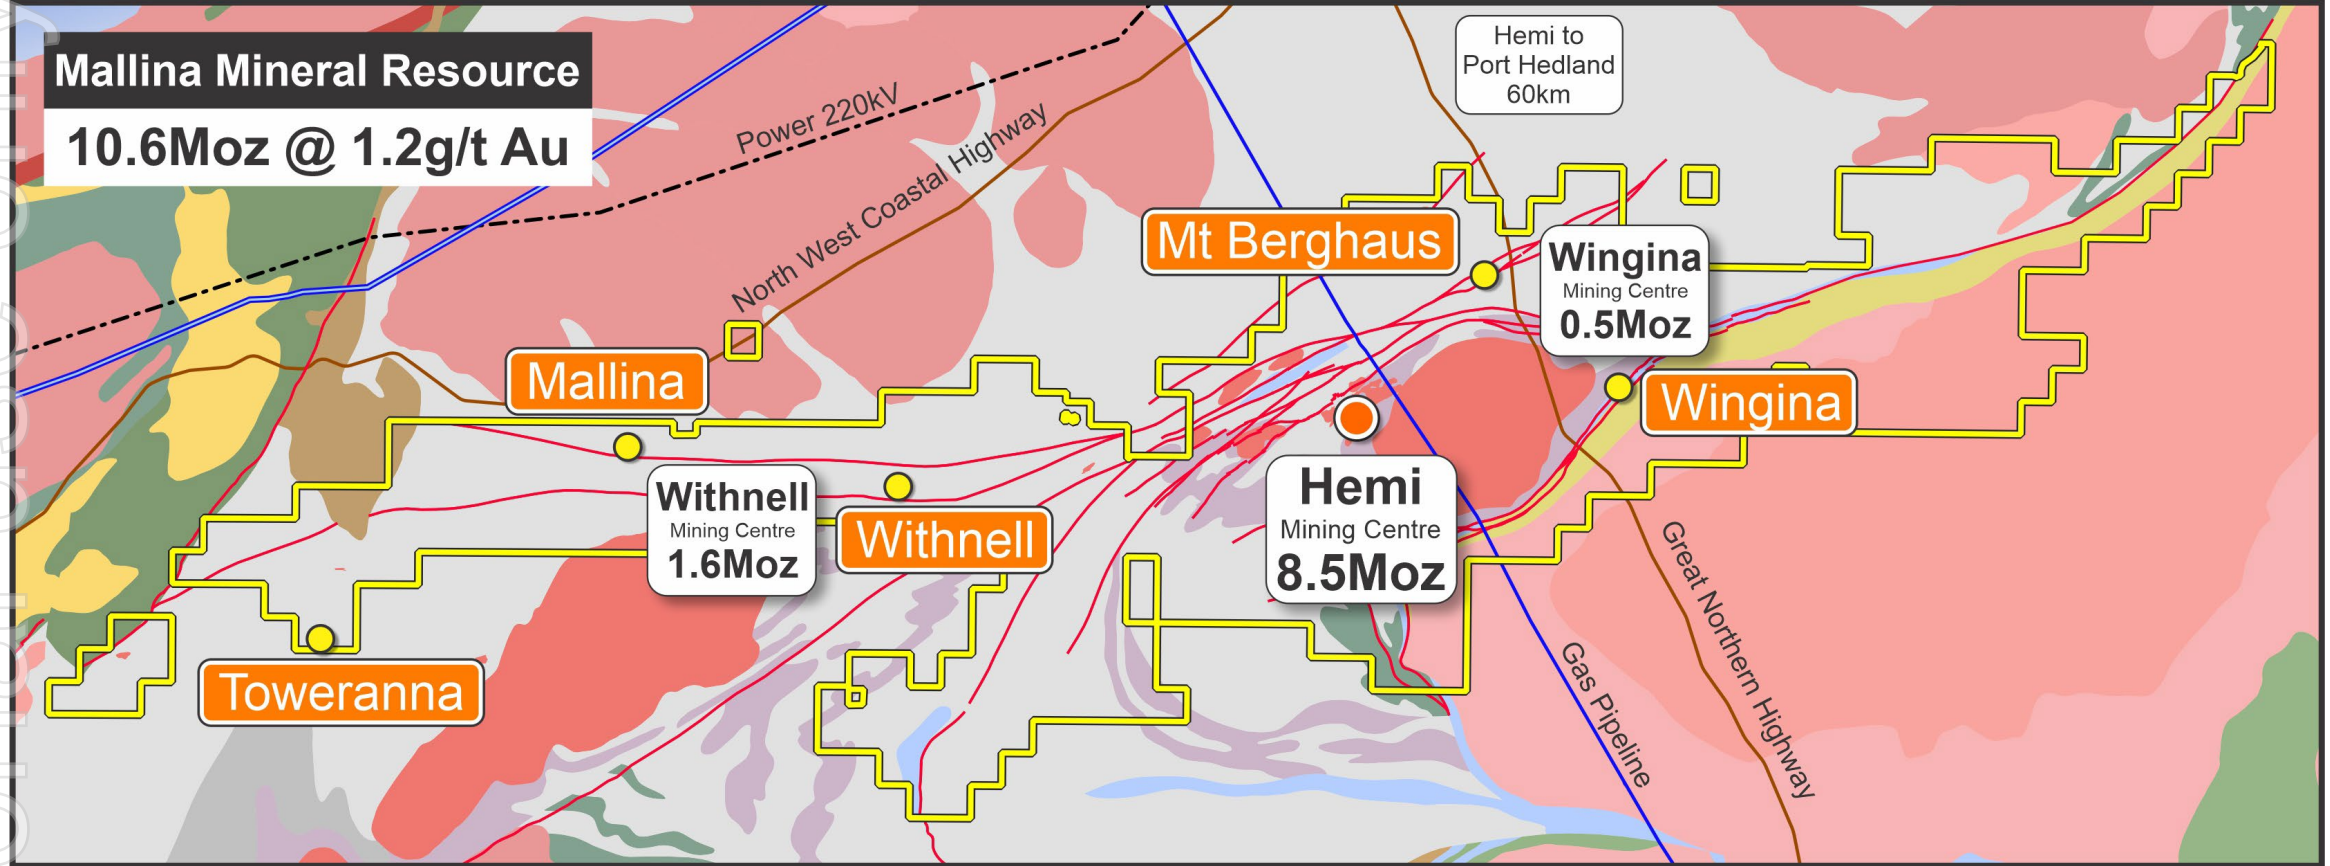 Mallina Mineral Resource
10.6Moz @ 1.2g/t Au
Hemi to
Port Hedland
60km
Power 220kV
North West Coastal Highway
Mt Berghaus
Wingina
Mining Centre
0.5Moz
Mallina
Wingina
Withnell
Mining Centre
1.6Moz
Withnell
Hemi
Mining Centre
8.5Moz
Toweranna
Great Northern Highway
Gas Pipeline